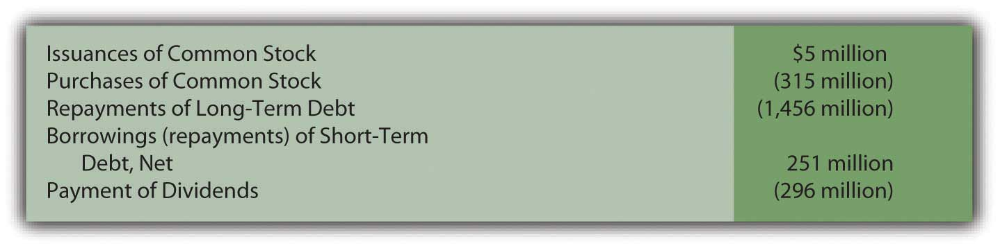 Issuances of Common Stock $5 million
Purchases of Common Stock (315 million)
Repayments of Long-Term Debt (1,456 million)
Borrowings (repayments) of Short-Term
Debt, Net 251 million
Payment of Dividends (296 million)